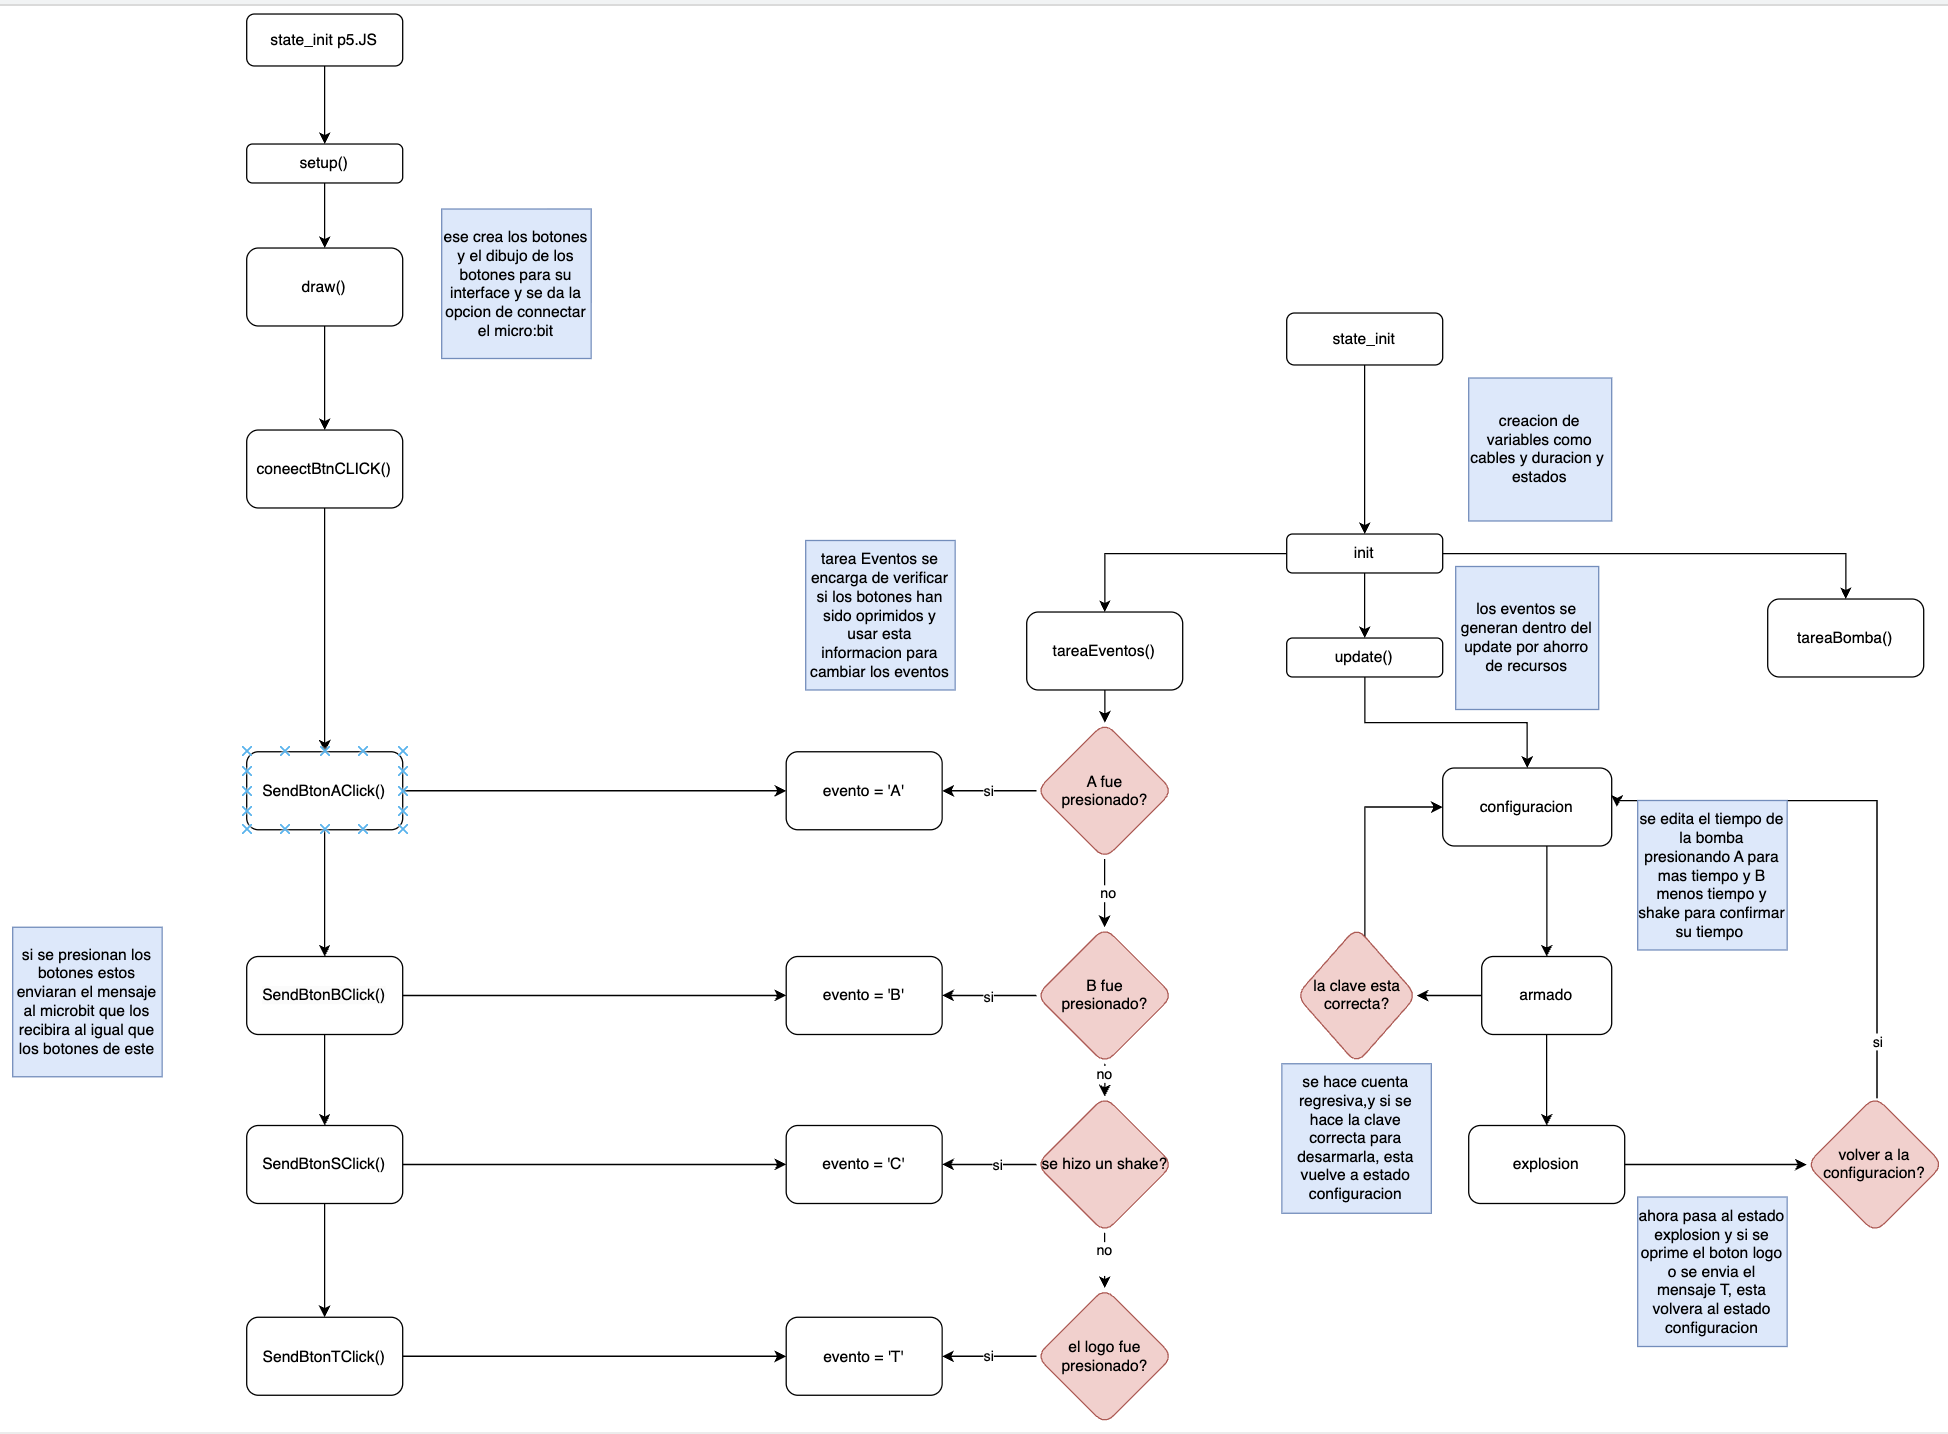 state_init p5.JS
setup()
ese crea los botones
y el dibujo de los
botones para su
interface y se da la
opcion de connectar
el micro:bit
draw()
coneectBtnCLICK()
SendBtonAClick()
SendBtonBClick()
si se presionan los
botones estos
enviaran el mensaje
al microbit que los
recibira al igual que
los botones de este
SendBtonSClick()
SendBtonTClick()
tarea Eventos se
encarga de verificar
si los botones han
sido oprimidos y
usar esta
informacion para
cambiar los eventos
tareaEventos()
evento = 'A'
si
A fue
presionado?
no
evento = 'B'
si
B fue
presionado?
no
evento = 'C'
si
se hizo un shake?
no
evento = 'T'
si
el logo fue
presionado?
state_init
creacion de
variables como
cables y duracion y
estados
init
los eventos se
generan dentro del
update por ahorro
de recursos
update()
tareaBomba()
configuracion
se edita el tiempo de
la bomba
presionando A para
mas tiempo y B
menos tiempo y
shake para confirmar
su tiempo
la clave esta
correcta?
armado
si
se hace cuenta
regresiva,y si se
hace la clave
correcta para
desarmarla, esta
vuelve a estado
configuracion
explosion
volver a la
configuracion?
ahora pasa al estado
explosion y si se
oprime el boton logo
o se envia el
mensaje T, esta
volvera al estado
configuracion